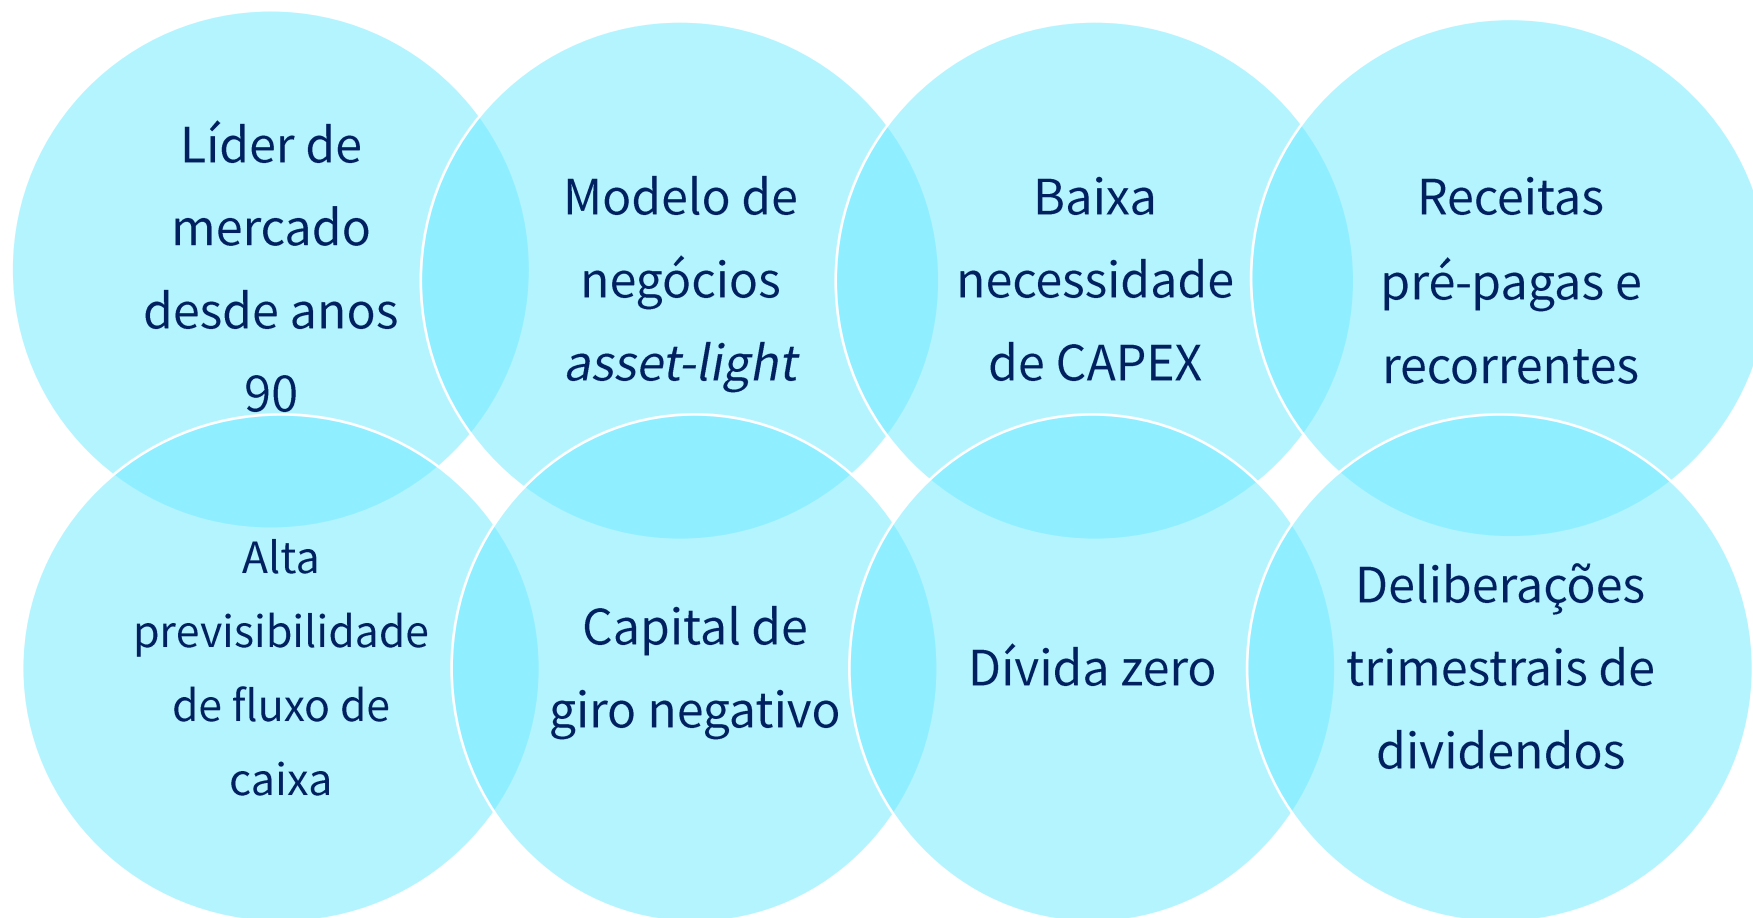 Líder de
mercado
desde anos
90
Modelo de
negócios
asset-light
Baixa
necessidade
de CAPEX
Receitas
pré-pagas e
recorrentes
Alta
previsibilidade
de fluxo de
caixa
Capital de
giro negativo
Dívida zero
Deliberações
trimestrais de
dividendos